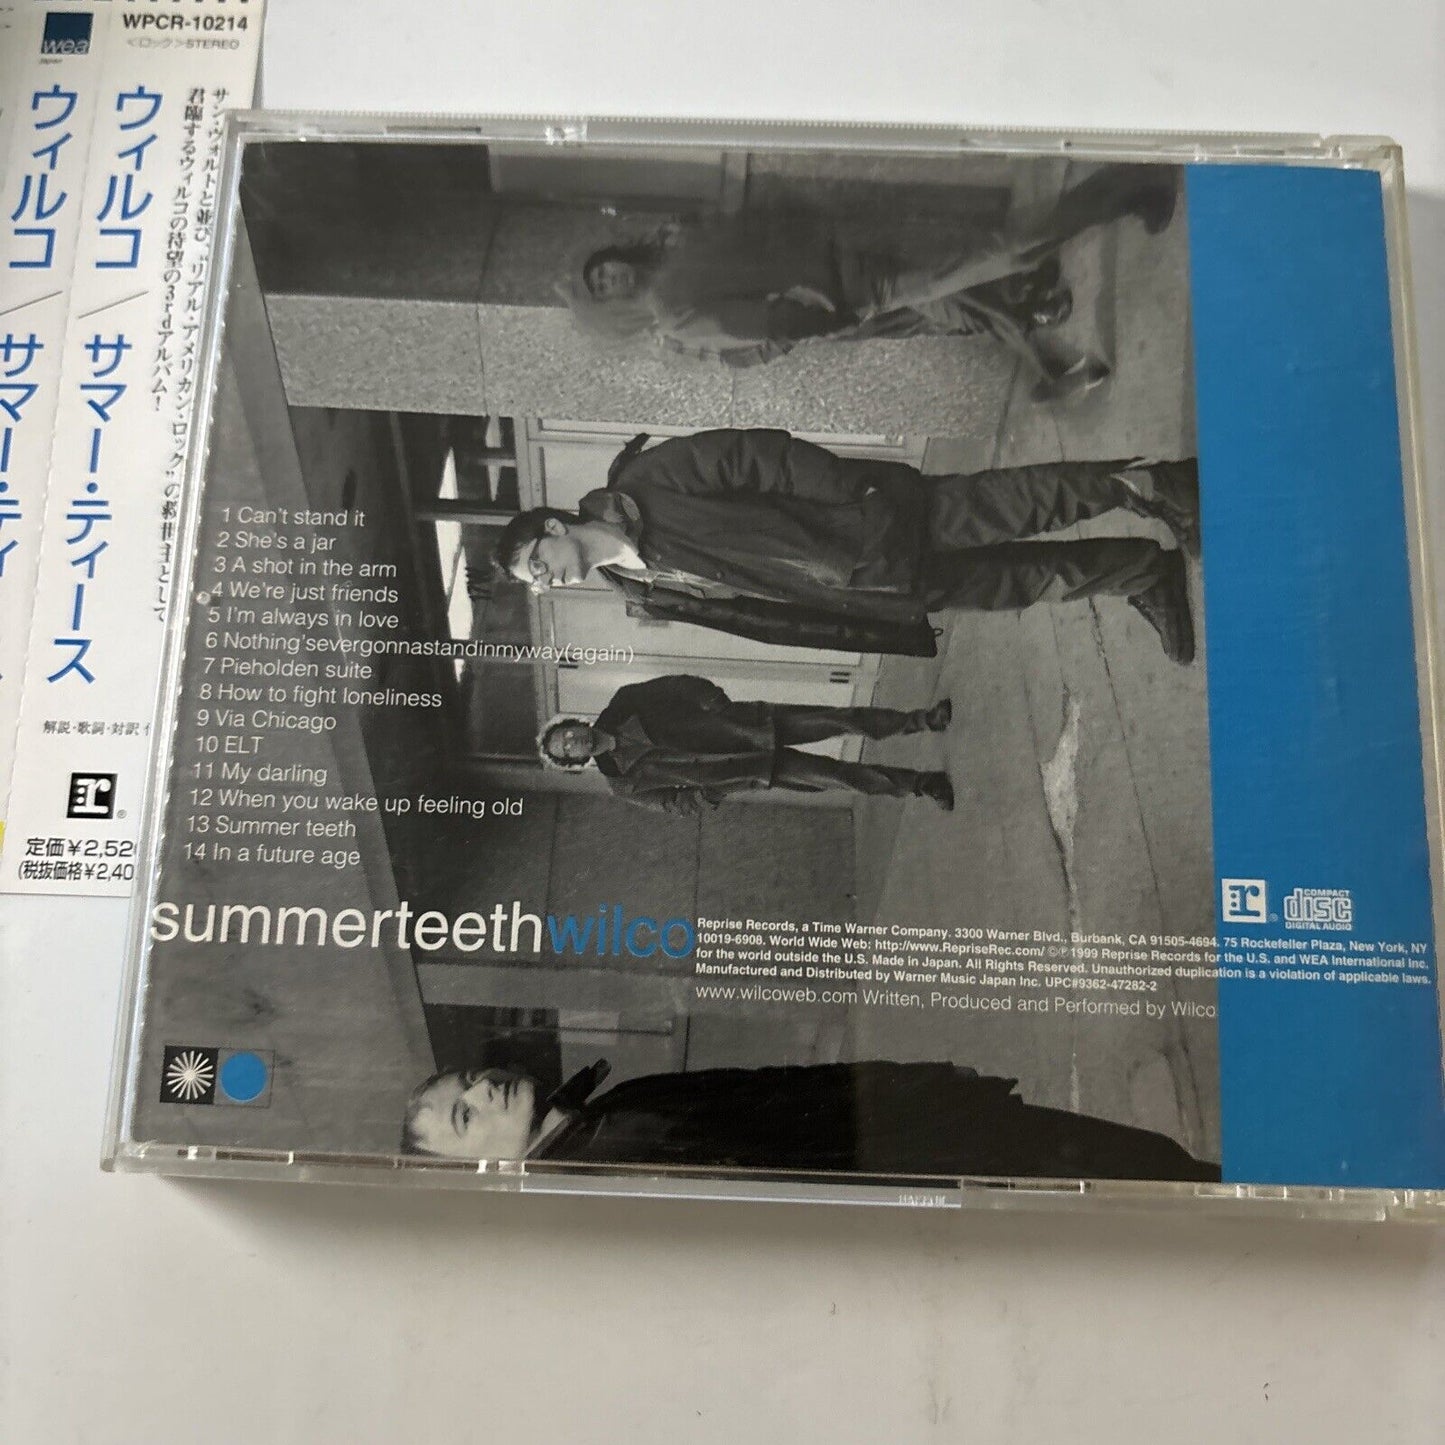 WPCR-10214
<ロック>STEREO
wea
Japan
サン・ヴォルトと並び、"リアル・アメリカン・ロック"の救世主として
君臨するウィルコの待望の3rdアルバム!
ウィルコ／サマー・ティース
ウィルコ／サマー・ティ
解説・歌詞・対訳
r®
定価￥2,52
(税抜価格￥2,40
1 Can't stand it
2 She's a jar
3 A shot in the arm
4 We're just friends
5 I'm always in love
6 Nothing'severgonnastandinmyway(again)
7 Pieholden suite
8 How to fight loneliness
9 Via Chicago
10 ELT
11 My darling
12 When you wake up feeling old
13 Summer teeth
14 In a future age
summerteethwilco
r®
COMPACT
disc
DIGITAL AUDIO
Reprise Records, a Time Warner Company. 3300 Warner Blvd., Burbank, CA 91505-4694. 75 Rockefeller Plaza, New York, NY
10019-6908. World Wide Web: http://www.RepriseRec.com/ ©℗1999 Reprise Records for the U.S. and WEA International Inc.
for the world outside the U.S. Made in Japan. All Rights Reserved. Unauthorized duplication is a violation of applicable laws.
Manufactured and Distributed by Warner Music Japan Inc. UPC#9362-47282-2
www.wilcoweb.com Written, Produced and Performed by Wilco